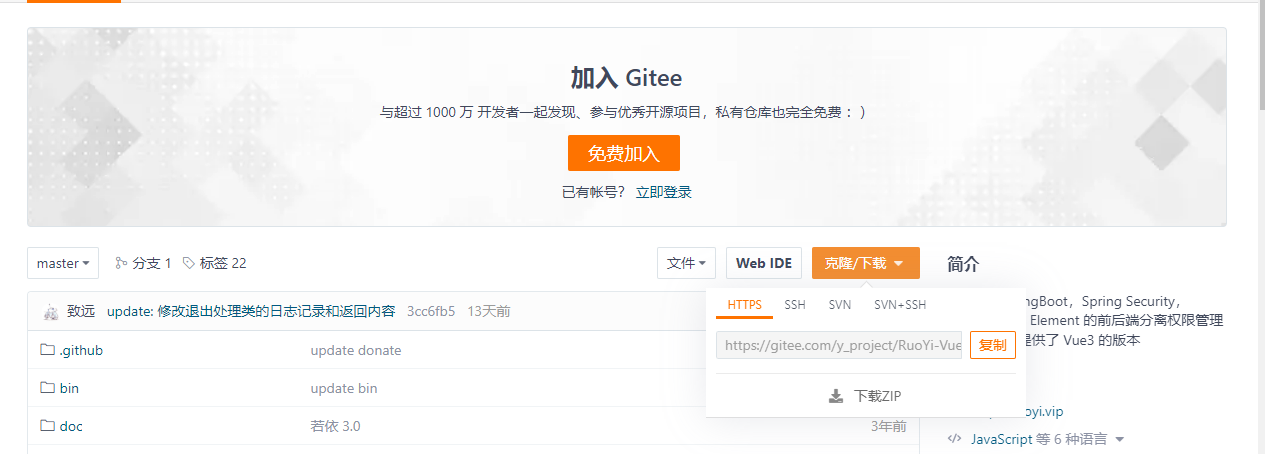 加入 Gitee
与超过 1000 万 开发者一起发现、参与优秀开源项目，私有仓库也完全免费：）
免费加入
已有帐号？ 立即登录
master 分支 1 标签 22 文件 Web IDE 克隆/下载
简介
致远 update: 修改退出处理类的日志记录和返回内容 3cc6fb5 13天前
HTTPS SSH SVN SVN+SSH
https://gitee.com/y_project/RuoYi-Vue 复制
下载ZIP
ngBoot，Spring Security，
Element 的前后端分离权限管理
提供了 Vue3 的版本
.github update donate
bin update bin
doc 若依 3.0 3年前
oyi.vip
JavaScript 等 6 种语言